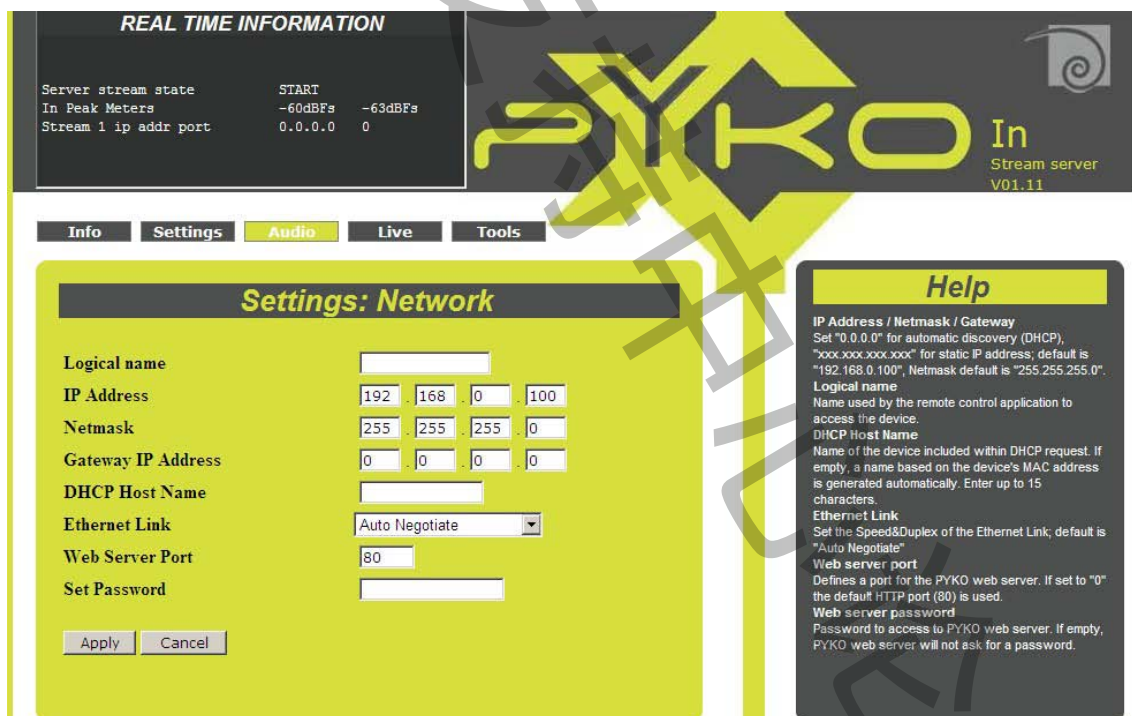 REAL TIME INFORMATION
Server stream state START
In Peak Meters -60dBFs -63dBFs
Stream 1 ip addr port 0.0.0.0 0
PYKO
In
Stream server
V01.11
Info Settings Audio Live Tools
Settings: Network
Logical name
IP Address 192 . 168 . 0 . 100
Netmask 255 . 255 . 255 . 0
Gateway IP Address 0 . 0 . 0 . 0
DHCP Host Name
Ethernet Link Auto Negotiate
Web Server Port 80
Set Password
Apply Cancel
Help
IP Address / Netmask / Gateway
Set "0.0.0.0" for automatic discovery (DHCP),
"xxx.xxx.xxx.xxx" for static IP address; default is
"192.168.0.100", Netmask default is "255.255.255.0".
Logical name
Name used by the remote control application to
access the device.
DHCP Host Name
Name of the device included within DHCP request. If
empty, a name based on the device's MAC address
is generated automatically. Enter up to 15
characters.
Ethernet Link
Set the Speed&Duplex of the Ethernet Link; default is
"Auto Negotiate"
Web server port
Defines a port for the PYKO web server. If set to "0"
the default HTTP port (80) is used.
Web server password
Password to access to PYKO web server. If empty,
PYKO web server will not ask for a password.